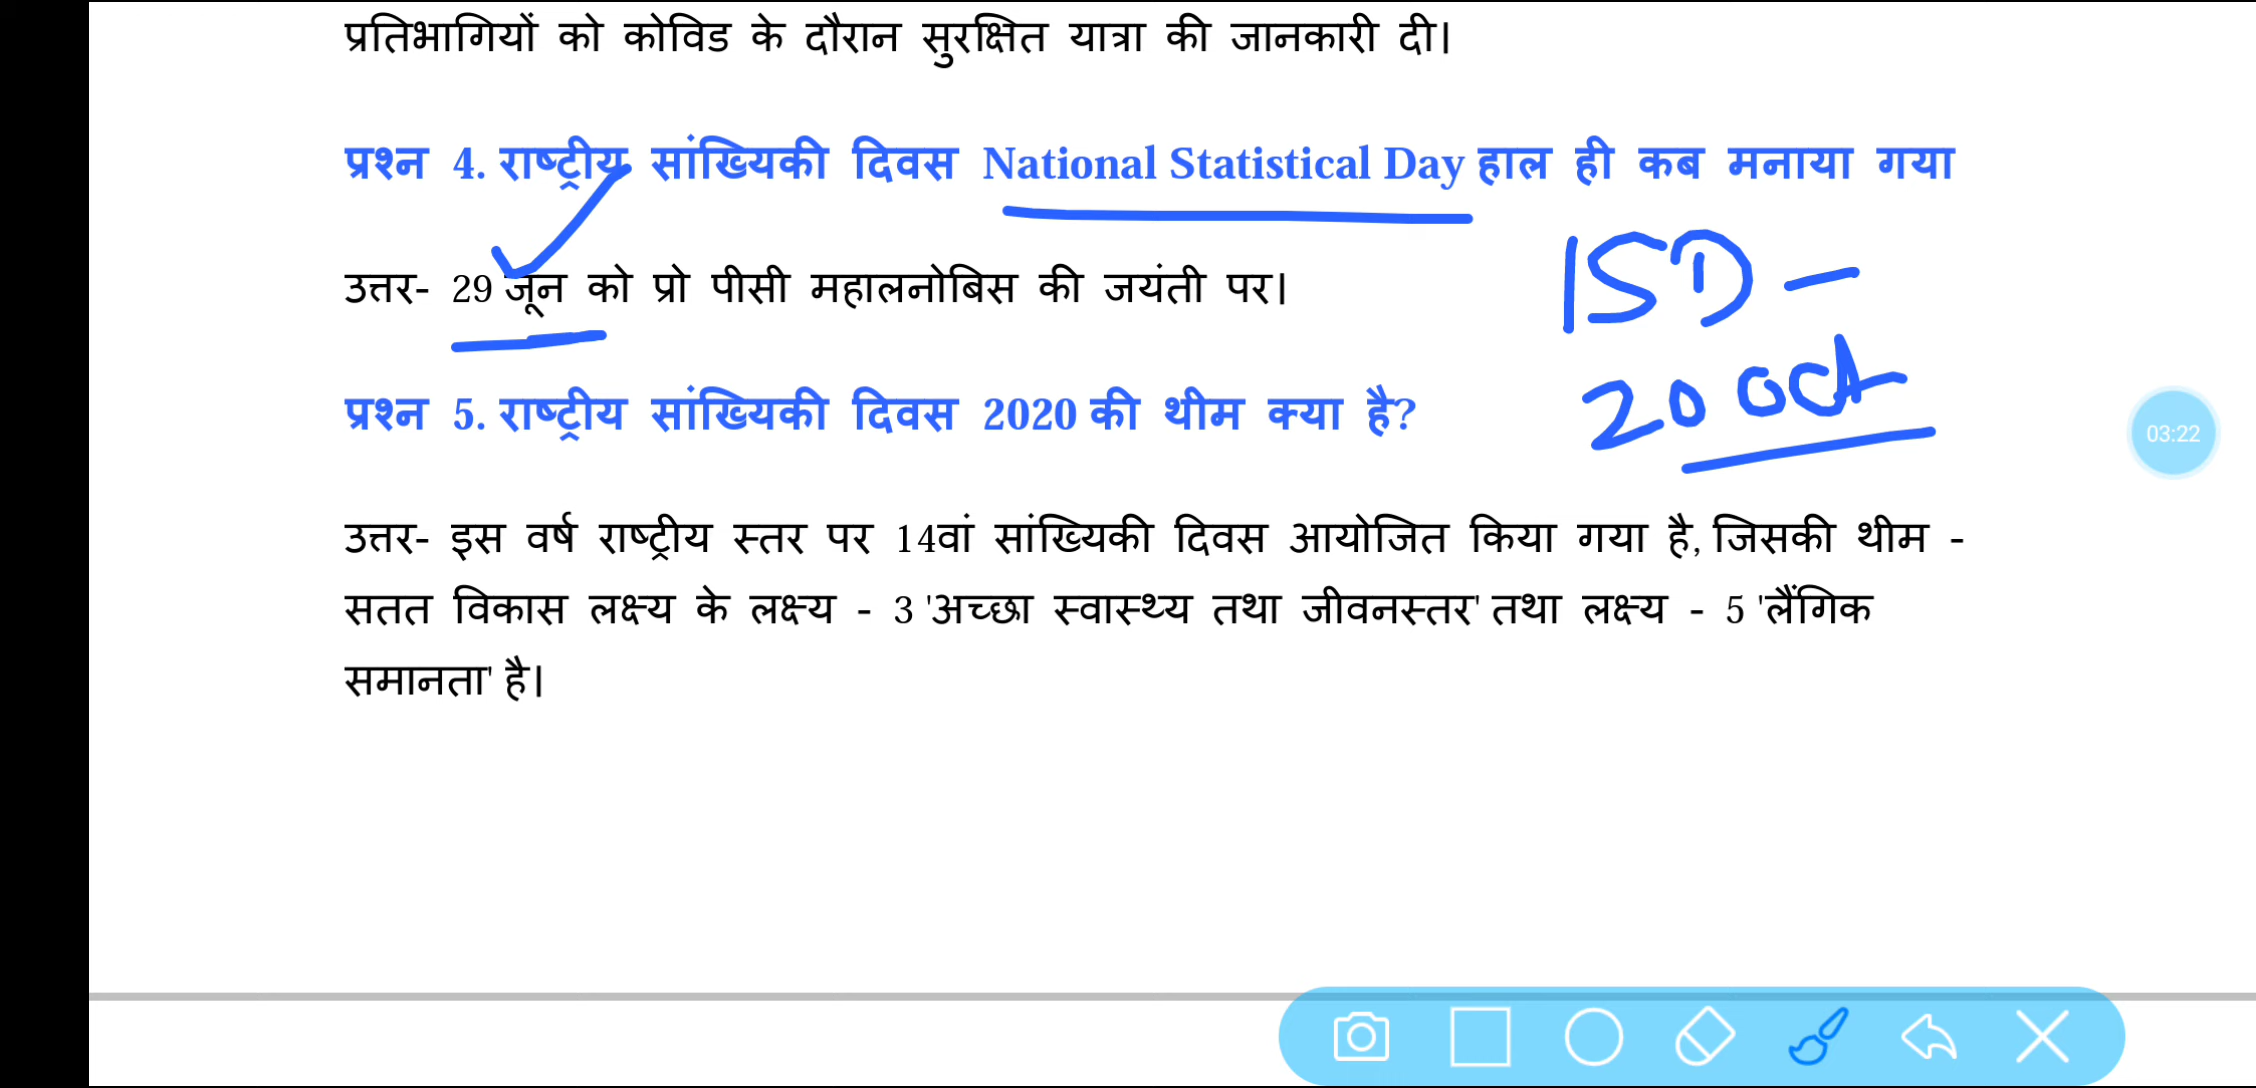 प्रतिभागियों को कोविड के दौरान सुरक्षित यात्रा की जानकारी दी।
प्रश्न 4. राष्ट्रीय सांख्यिकी दिवस National Statistical Day हाल ही कब मनाया गया
उत्तर- 29 जून को प्रो पीसी महालनोबिस की जयंती पर।
ISD -
20 Oct
प्रश्न 5. राष्ट्रीय सांख्यिकी दिवस 2020 की थीम क्या है?
03:22
उत्तर- इस वर्ष राष्ट्रीय स्तर पर 14वां सांख्यिकी दिवस आयोजित किया गया है, जिसकी थीम -
सतत विकास लक्ष्य के लक्ष्य - 3 'अच्छा स्वास्थ्य तथा जीवनस्तर' तथा लक्ष्य - 5 'लैंगिक
समानता' है।